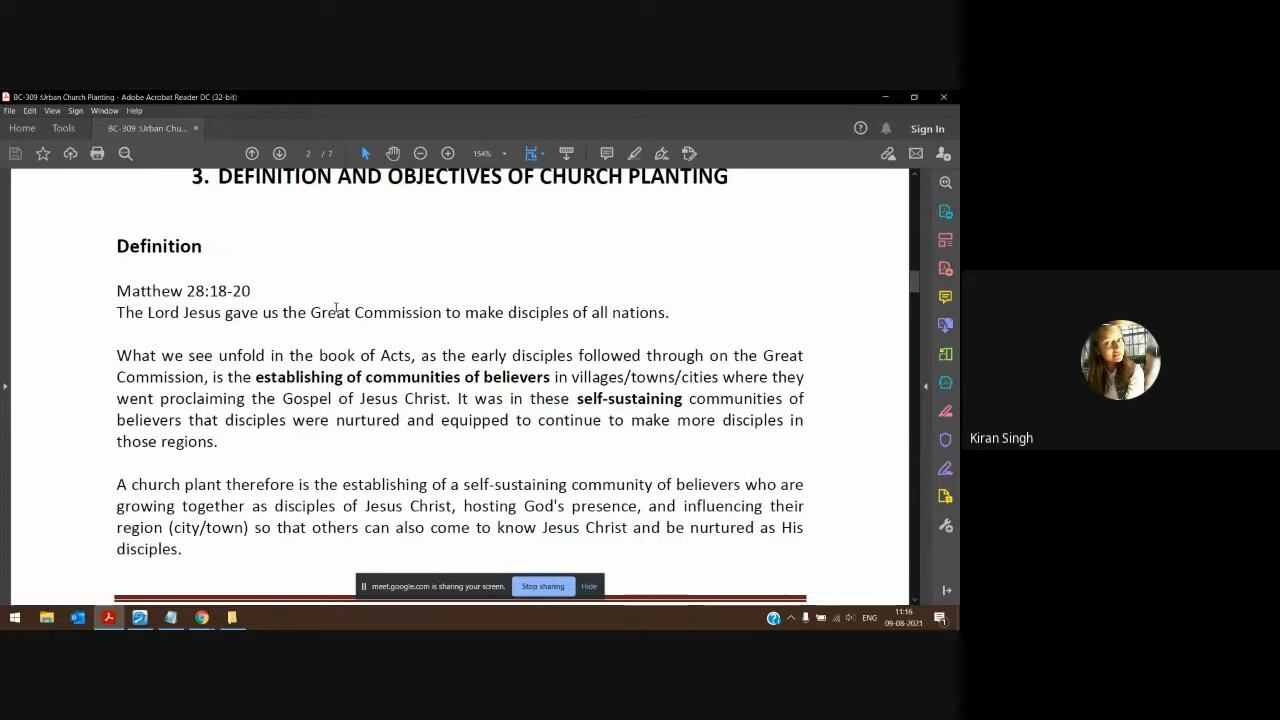 BC-309 :Urban Church Planting - Adobe Acrobat Reader DC (32-bit)
File Edit View Sign Window Help
Home Tools BC-309 :Urban Chu... × Sign In
2 / 7 154%
3. DEFINITION AND OBJECTIVES OF CHURCH PLANTING
Definition
Matthew 28:18-20
The Lord Jesus gave us the Great Commission to make disciples of all nations.
What we see unfold in the book of Acts, as the early disciples followed through on the Great
Commission, is the establishing of communities of believers in villages/towns/cities where they
went proclaiming the Gospel of Jesus Christ. It was in these self-sustaining communities of
believers that disciples were nurtured and equipped to continue to make more disciples in
those regions.
A church plant therefore is the establishing of a self-sustaining community of believers who are
growing together as disciples of Jesus Christ, hosting God's presence, and influencing their
region (city/town) so that others can also come to know Jesus Christ and be nurtured as His
disciples.
meet.google.com is sharing your screen. Stop sharing Hide
ENG 11:16
09-08-2021
Kiran Singh